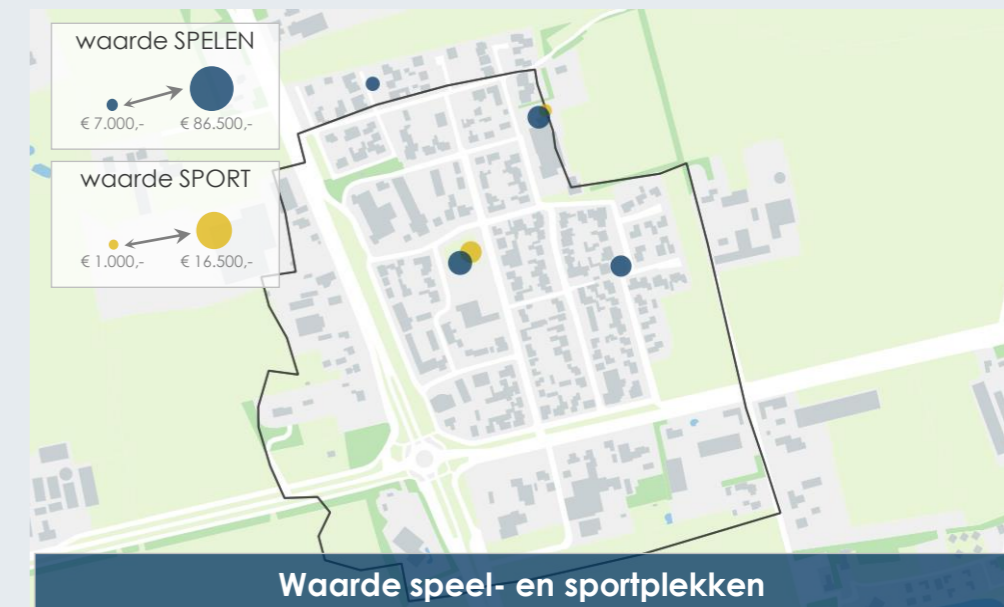 waarde SPELEN
€ 7.000,- € 86.500,-
waarde SPORT
€ 1.000,- € 16.500,-
Waarde speel- en sportplekken